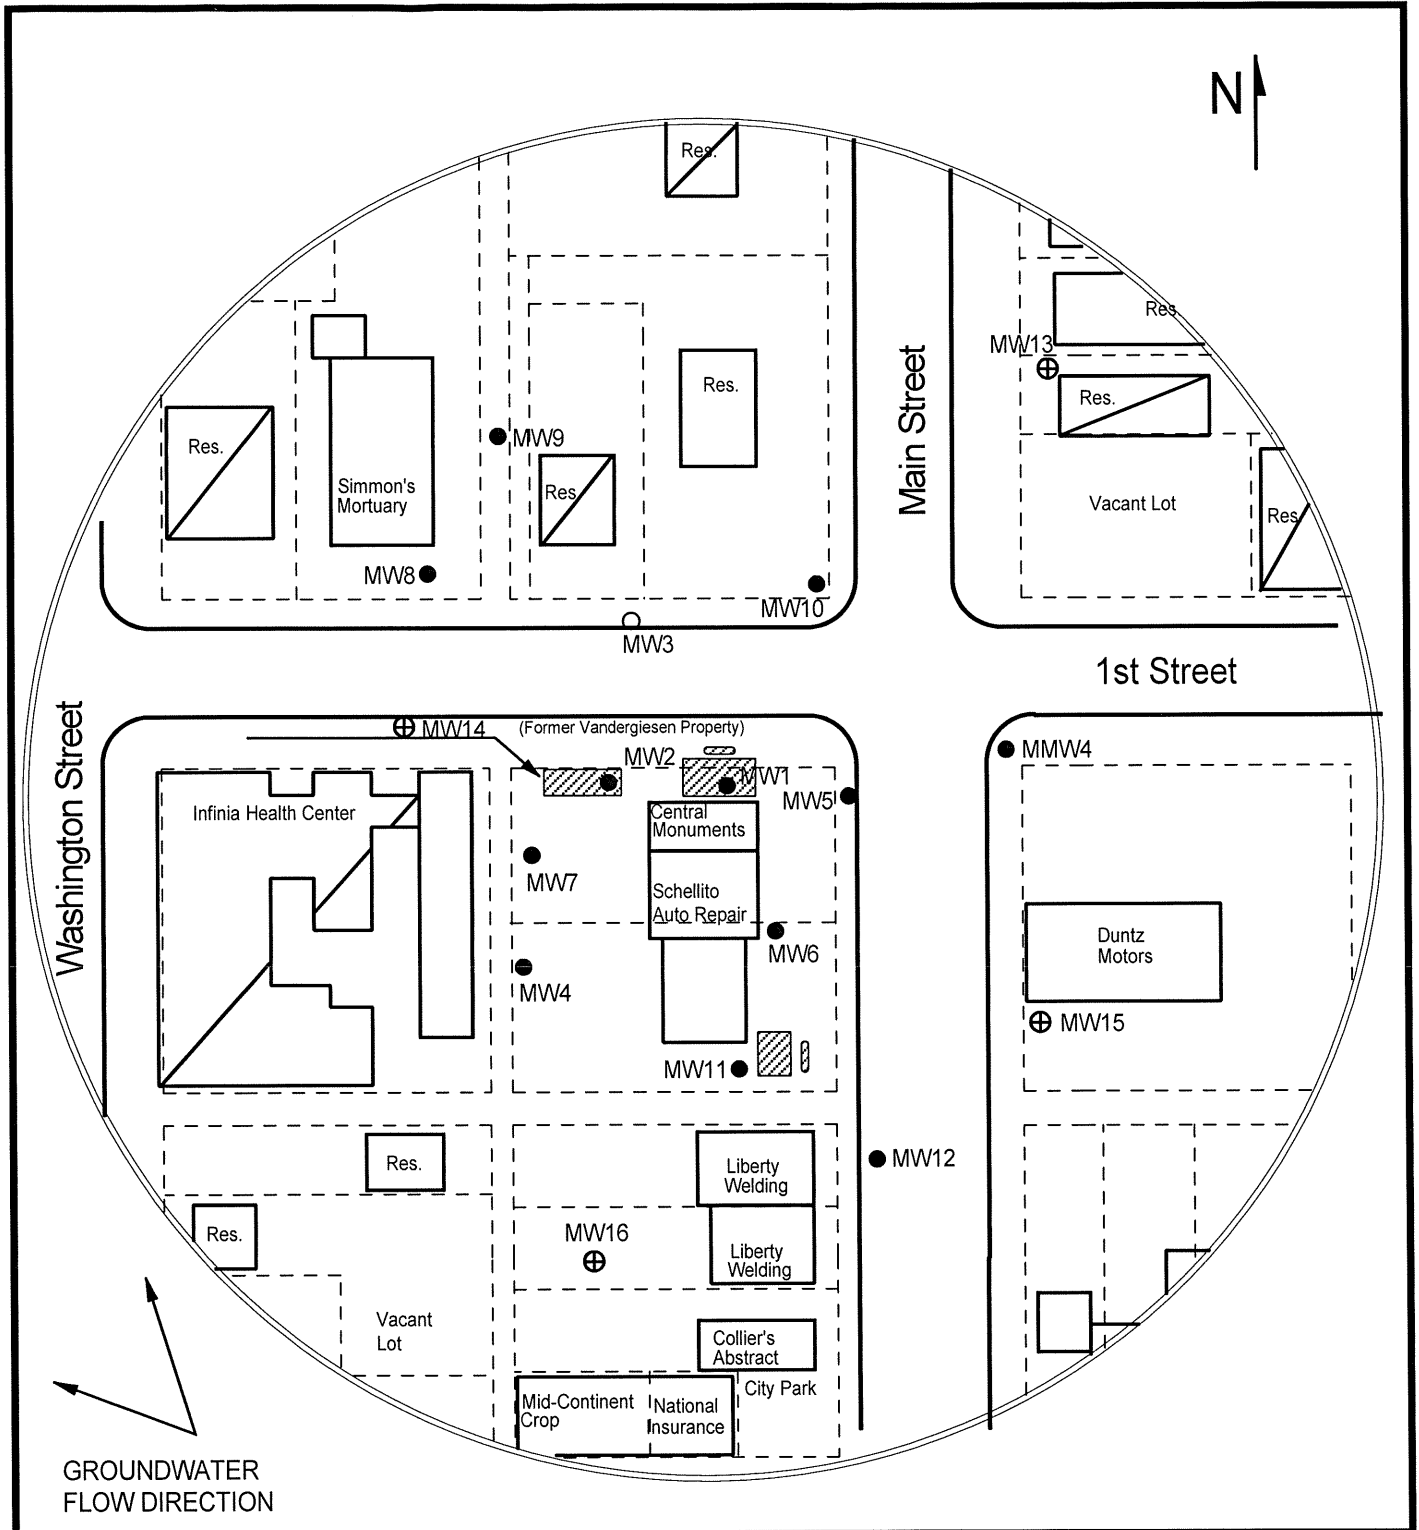 N
Res.
Res.
MW13
Main Street
Res.
Res.
Res.
MW9
Simmon's
Mortuary
Res
Vacant Lot
Res
MW8
MW10
MW3
1st Street
Washington Street
MW14
(Former Vandergiesen Property)
MW2
MMW4
MW1
MW5
Infinia Health Center
Central
Monuments
MW7
Schellito
Auto Repair
MW6
Duntz
Motors
MW4
MW15
MW11
Res.
Liberty
Welding
MW12
Res.
MW16
Liberty
Welding
Vacant
Lot
Collier's
Abstract
City Park
Mid-Continent
Crop
National
Insurance
GROUNDWATER
FLOW DIRECTION